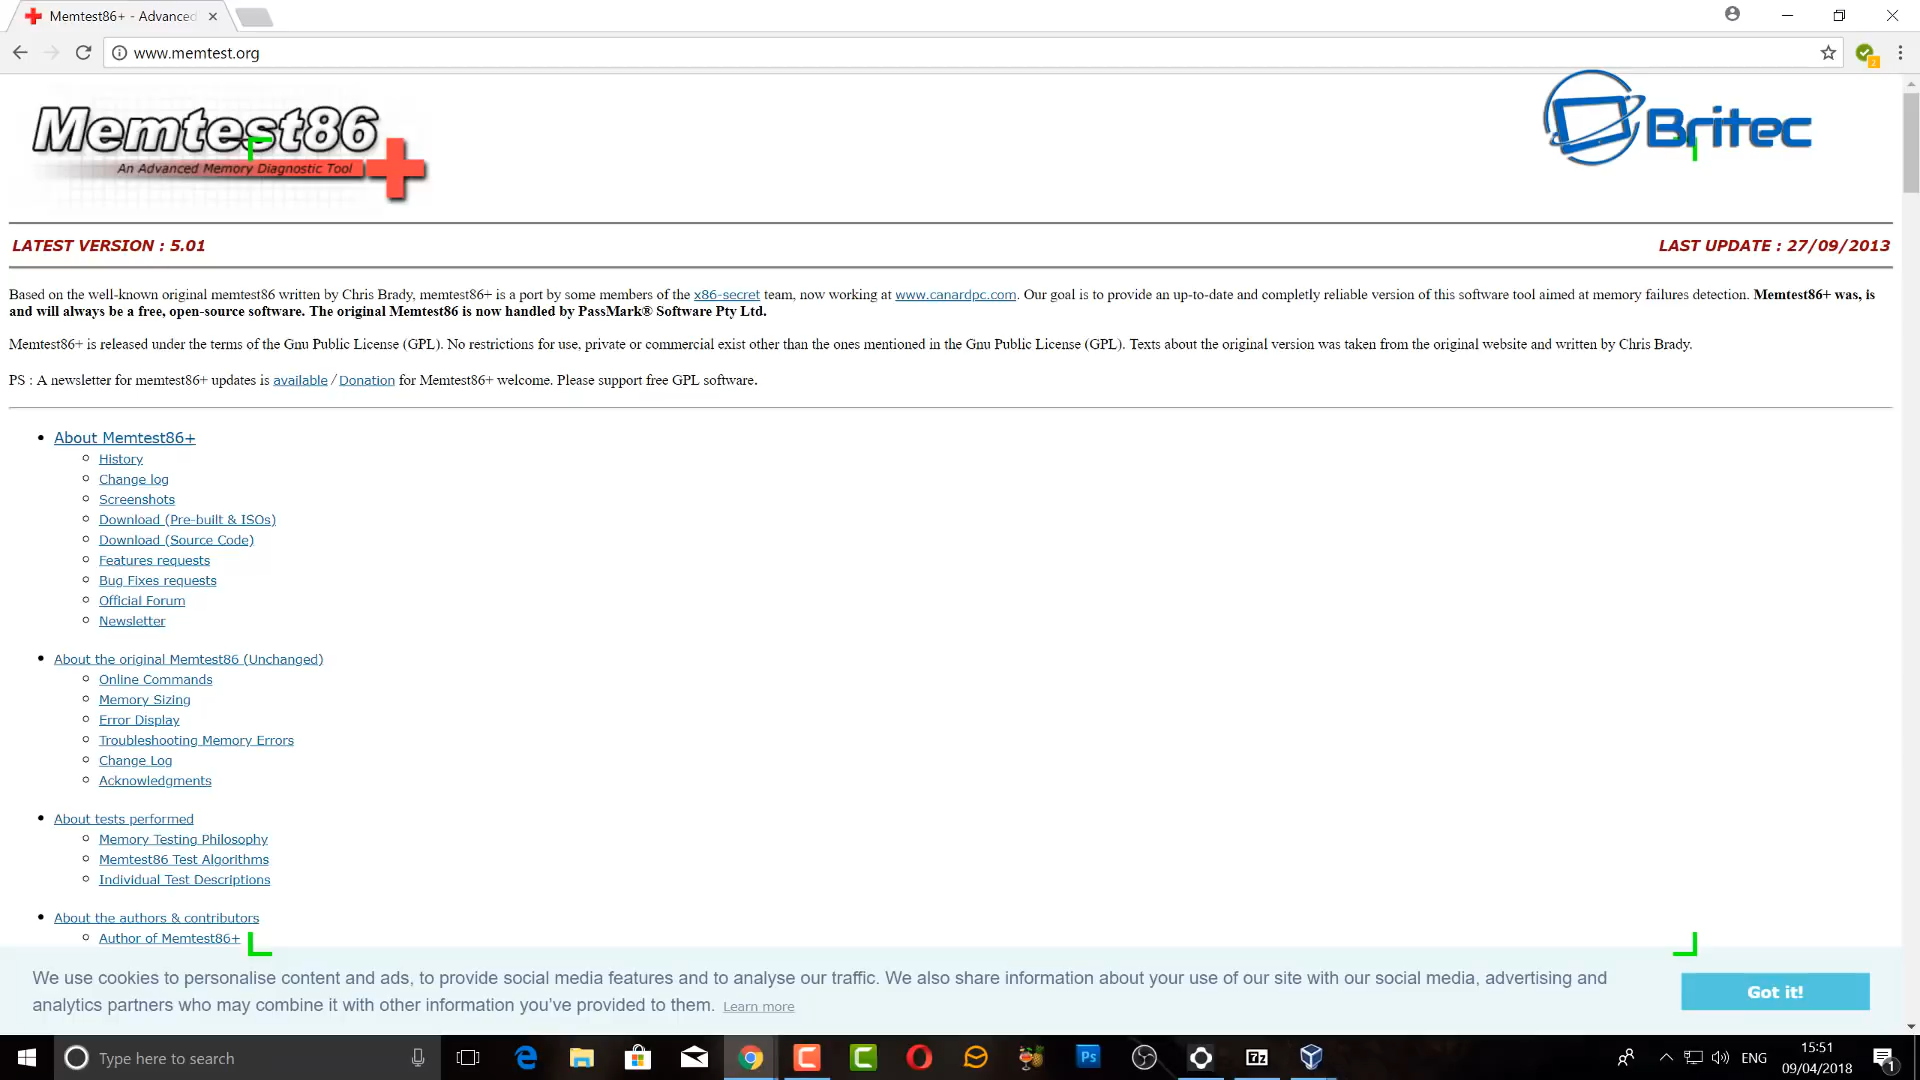 Memtest86+ - Advanced
www.memtest.org
2
Memtest86
An Advanced Memory Diagnostic Tool
Britec
LATEST VERSION : 5.01
LAST UPDATE : 27/09/2013
Based on the well-known original memtest86 written by Chris Brady, memtest86+ is a port by some members of the x86-secret team, now working at www.canardpc.com. Our goal is to provide an up-to-date and completly reliable version of this software tool aimed at memory failures detection. Memtest86+ was, is
and will always be a free, open-source software. The original Memtest86 is now handled by PassMark® Software Pty Ltd.
Memtest86+ is released under the terms of the Gnu Public License (GPL). No restrictions for use, private or commercial exist other than the ones mentioned in the Gnu Public License (GPL). Texts about the original version was taken from the original website and written by Chris Brady.
PS : A newsletter for memtest86+ updates is available / Donation for Memtest86+ welcome. Please support free GPL software.
About Memtest86+
History
Change log
Screenshots
Download (Pre-built & ISOs)
Download (Source Code)
Features requests
Bug Fixes requests
Official Forum
Newsletter
About the original Memtest86 (Unchanged)
Online Commands
Memory Sizing
Error Display
Troubleshooting Memory Errors
Change Log
Acknowledgments
About tests performed
Memory Testing Philosophy
Memtest86 Test Algorithms
Individual Test Descriptions
About the authors & contributors
Author of Memtest86+
We use cookies to personalise content and ads, to provide social media features and to analyse our traffic. We also share information about your use of our site with our social media, advertising and
analytics partners who may combine it with other information you've provided to them. Learn more
Got it!
Type here to search
Ps
7z
ENG
15:51
09/04/2018
1